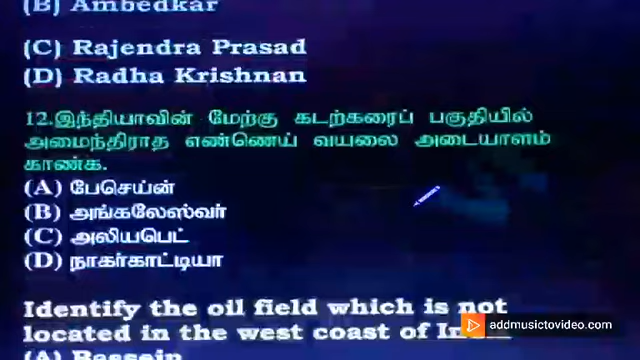 (B) Ambedkar
(C) Rajendra Prasad
(D) Radha Krishnan
12.இந்தியாவின் மேற்கு கடற்கரைப் பகுதியில்
அமைந்திராத எண்ணெய் வயலை அடையாளம்
காண்க.
(A) பேசெய்ன்
(B) அங்கலேஸ்வர்
(C) அலியபெட்
(D) நாகர்காட்டியா
Identify the oil field which is not
located in the west coast of
addmusictovideo.com
(A) Bassein